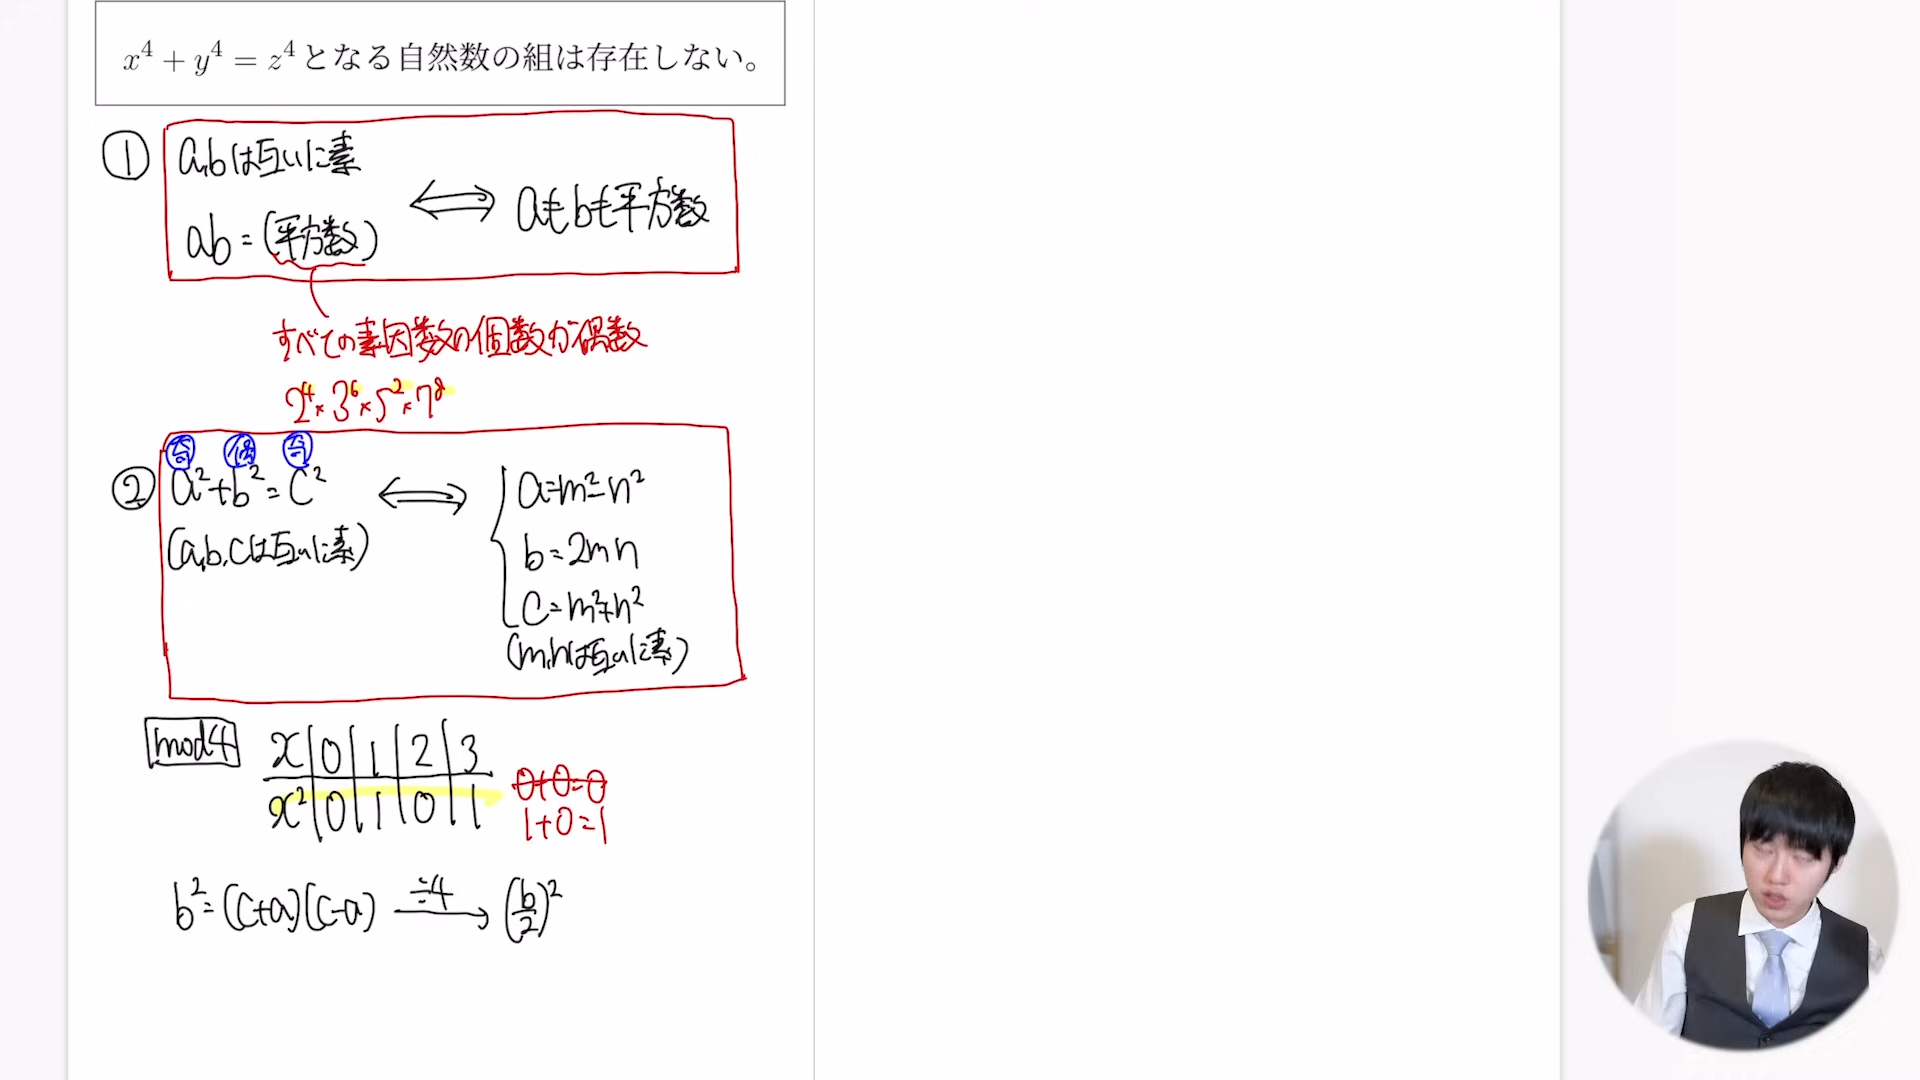 x⁴ + y⁴ = z⁴ となる自然数の組は存在しない。
① a,bは互いに素
ab = (平方数) ⟺ aもbも平方数
すべての素因数の個数が偶数
2⁴×3⁶×5²×7⁸
奇 偶 奇
② a²+b²=c² ⟺ { a=m²-n²
(a,b,cは互いに素)
b=2mn
c=m²+n²
(m,nは互いに素)
mod4
x 0 1 2 3
x² 0 1 0 1
0+0=0
1+0=1
b²=(c+a)(c-a) ÷4 → (b/2)²